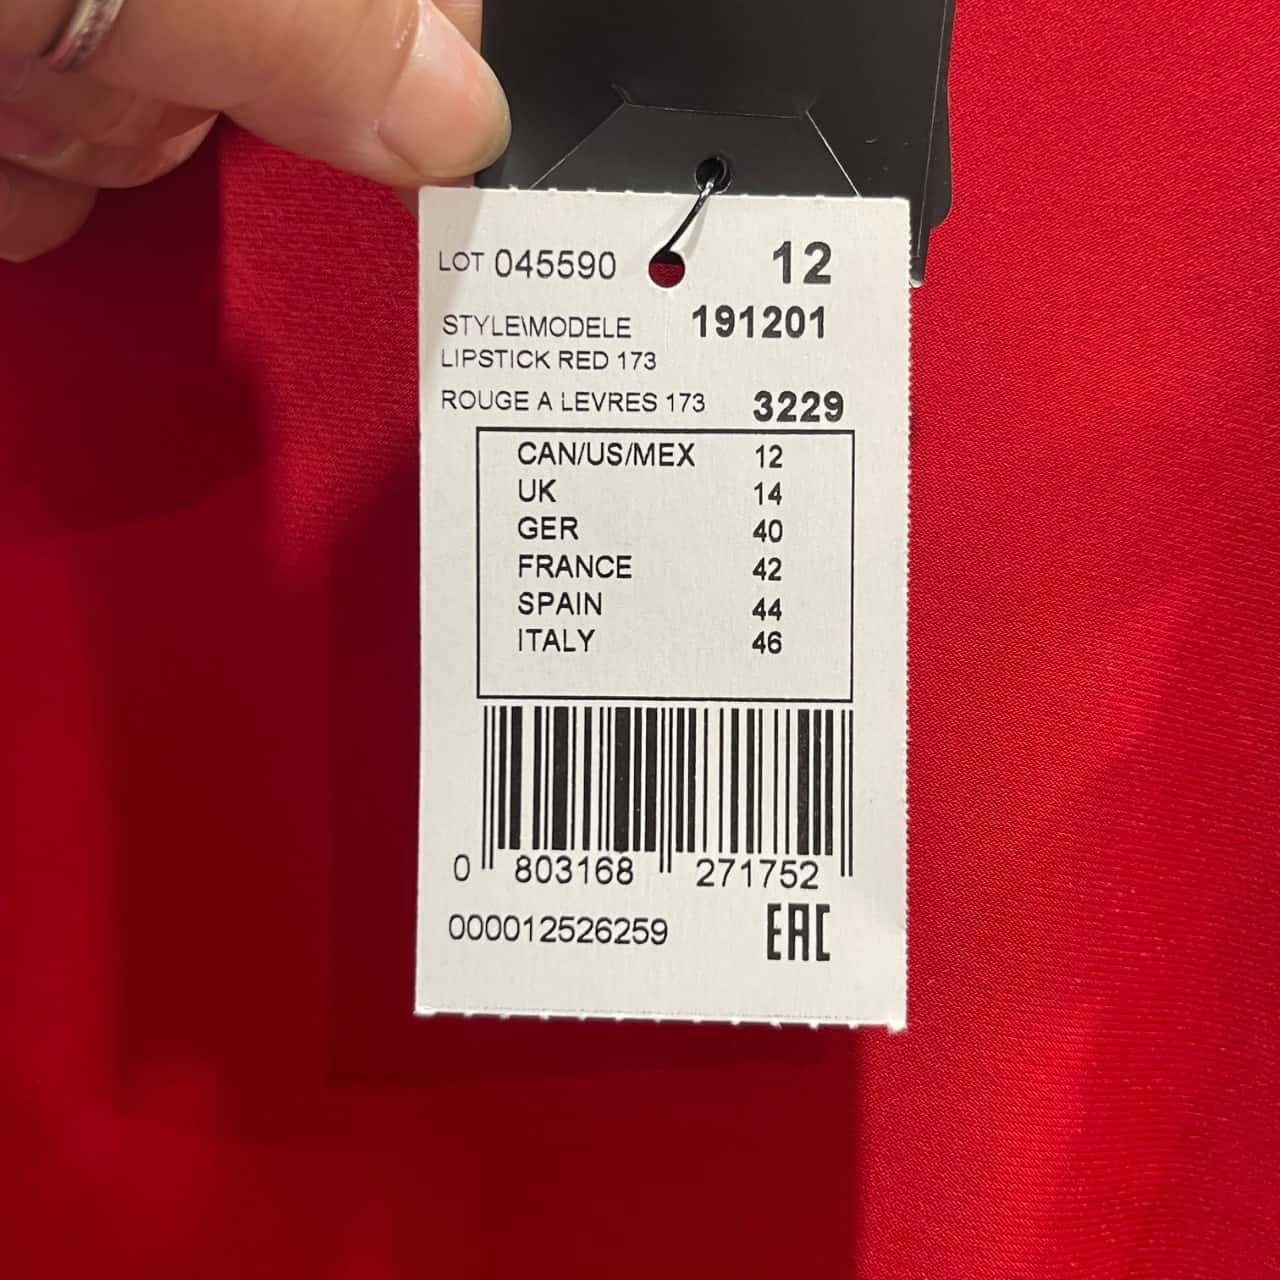 LOT 045590 12
STYLE\MODELE 191201
LIPSTICK RED 173
ROUGE A LEVRES 173 3229
CAN/US/MEX 12
UK 14
GER 40
FRANCE 42
SPAIN 44
ITALY 46
0 803168 271752
000012526259 EAC